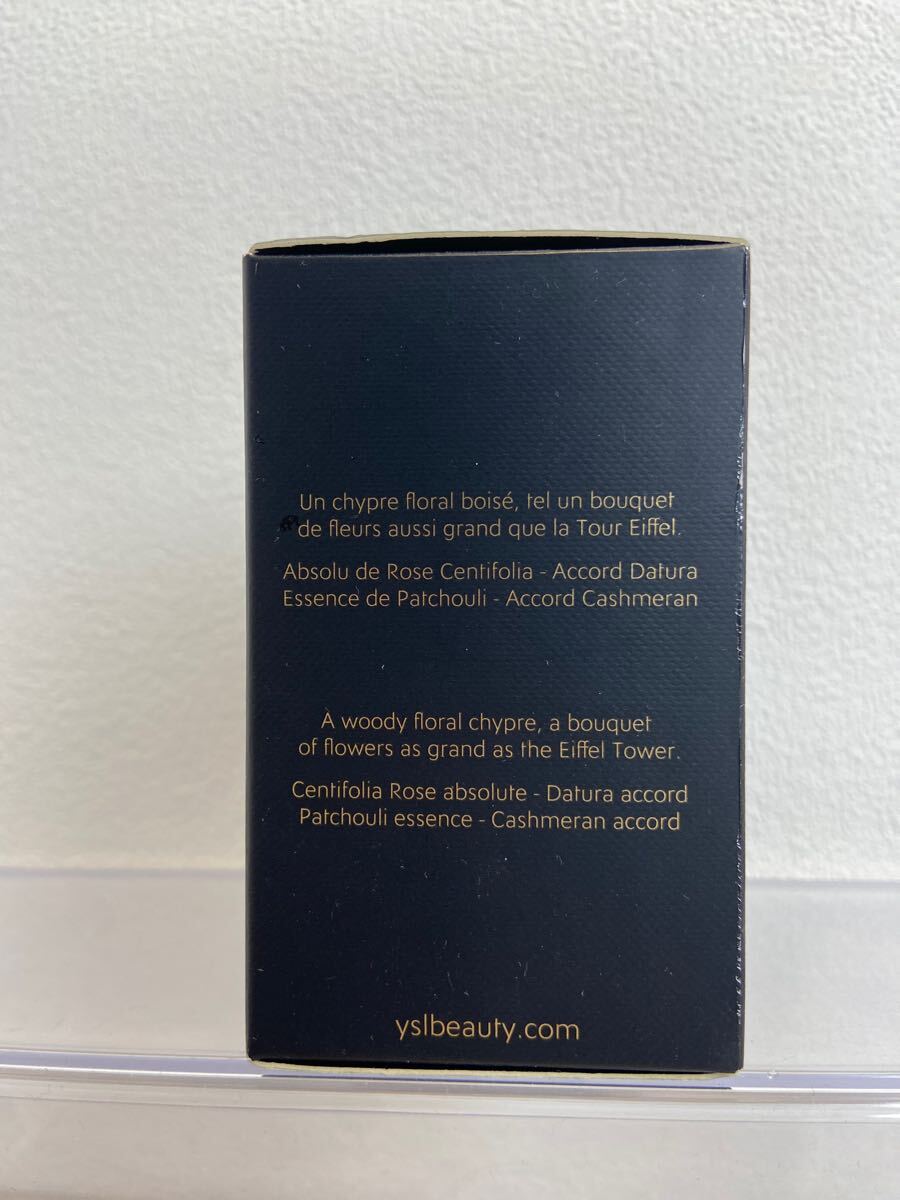 Un chypre floral boisé, tel un bouquet
de fleurs aussi grand que la Tour Eiffel.
Absolu de Rose Centifolia - Accord Datura
Essence de Patchouli - Accord Cashmeran
A woody floral chypre, a bouquet
of flowers as grand as the Eiffel Tower.
Centifolia Rose absolute - Datura accord
Patchouli essence - Cashmeran accord
yslbeauty.com